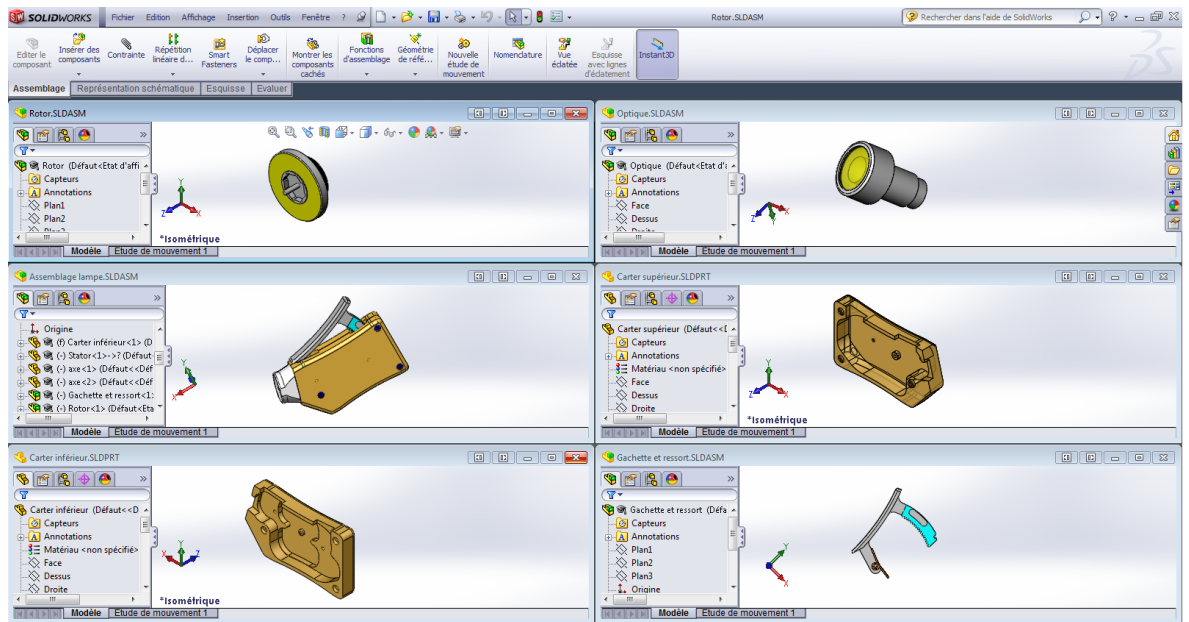 SOLIDWORKS Fichier Edition Affichage Insertion Outils Fenêtre ? Rotor.SLDASM Rechercher dans l'aide de SolidWorks ?
Editer le composant
Insérer des composants
Contrainte
Répétition linéaire d...
Smart Fasteners
Déplacer le comp...
Montrer les composants cachés
Fonctions d'assemblage
Géométrie de réfé...
Nouvelle étude de mouvement
Nomenclature
Vue éclatée
Esquisse avec lignes d'éclatement
Instant3D
Assemblage Représentation schématique Esquisse Evaluer
Rotor.SLDASM
Rotor (Défaut<Etat d'affi
Capteurs
Annotations
Plan1
Plan2
Y
Z X
*Isométrique
Modèle Etude de mouvement 1
Optique.SLDASM
Optique (Défaut<Etat d'a
Capteurs
Annotations
Face
Dessus
Z X
Y
Modèle Etude de mouvement 1
Assemblage lampe.SLDASM
Origine
(f) Carter inférieur<1> (D
(-) Stator<1>->? (Défaut
(-) axe<1> (Défaut<<Déf
(-) axe<2> (Défaut<<Déf
(-) Gachette et ressort<1>
(-) Rotor<1> (Défaut<Eta
Y
X
Modèle Etude de mouvement 1
Carter supérieur.SLDPRT
Carter supérieur (Défaut<<
Capteurs
Annotations
Matériau <non spécifié>
Face
Dessus
Droite
Y
Z X
*Isométrique
Modèle Etude de mouvement 1
Carter inférieur.SLDPRT
Carter inférieur (Défaut<<D
Capteurs
Annotations
Matériau <non spécifié>
Face
Dessus
Droite
Y
X Z
*Isométrique
Modèle Etude de mouvement 1
Gachette et ressort.SLDASM
Gachette et ressort (Défa
Capteurs
Annotations
Plan1
Plan2
Plan3
Origine
Y
X
Modèle Etude de mouvement 1